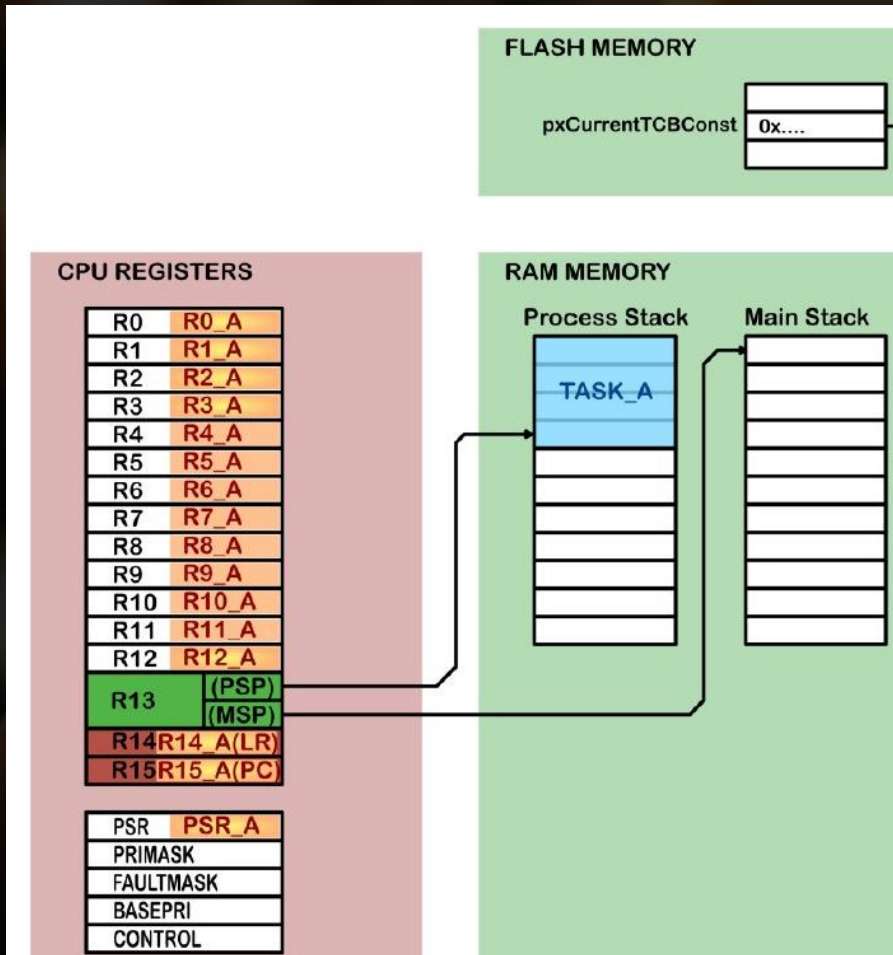 FLASH MEMORY
pxCurrentTCBConst 0x....
CPU REGISTERS
R0 R0_A
R1 R1_A
R2 R2_A
R3 R3_A
R4 R4_A
R5 R5_A
R6 R6_A
R7 R7_A
R8 R8_A
R9 R9_A
R10 R10_A
R11 R11_A
R12 R12_A
R13 (PSP)
(MSP)
R14 R14_A(LR)
R15 R15_A(PC)
PSR PSR_A
PRIMASK
FAULTMASK
BASEPRI
CONTROL
RAM MEMORY
Process Stack Main Stack
TASK_A